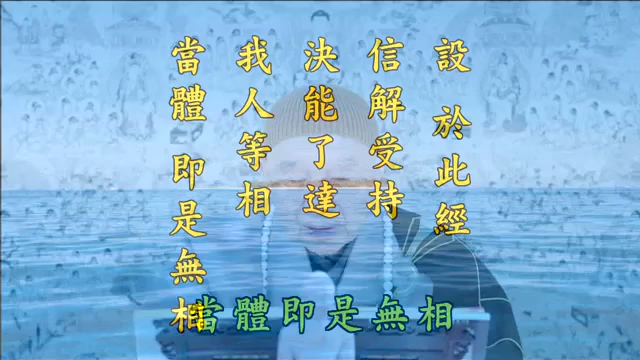 設於此經
信解受持
決能了達
我人等相
當體即是無相
當體即是無相